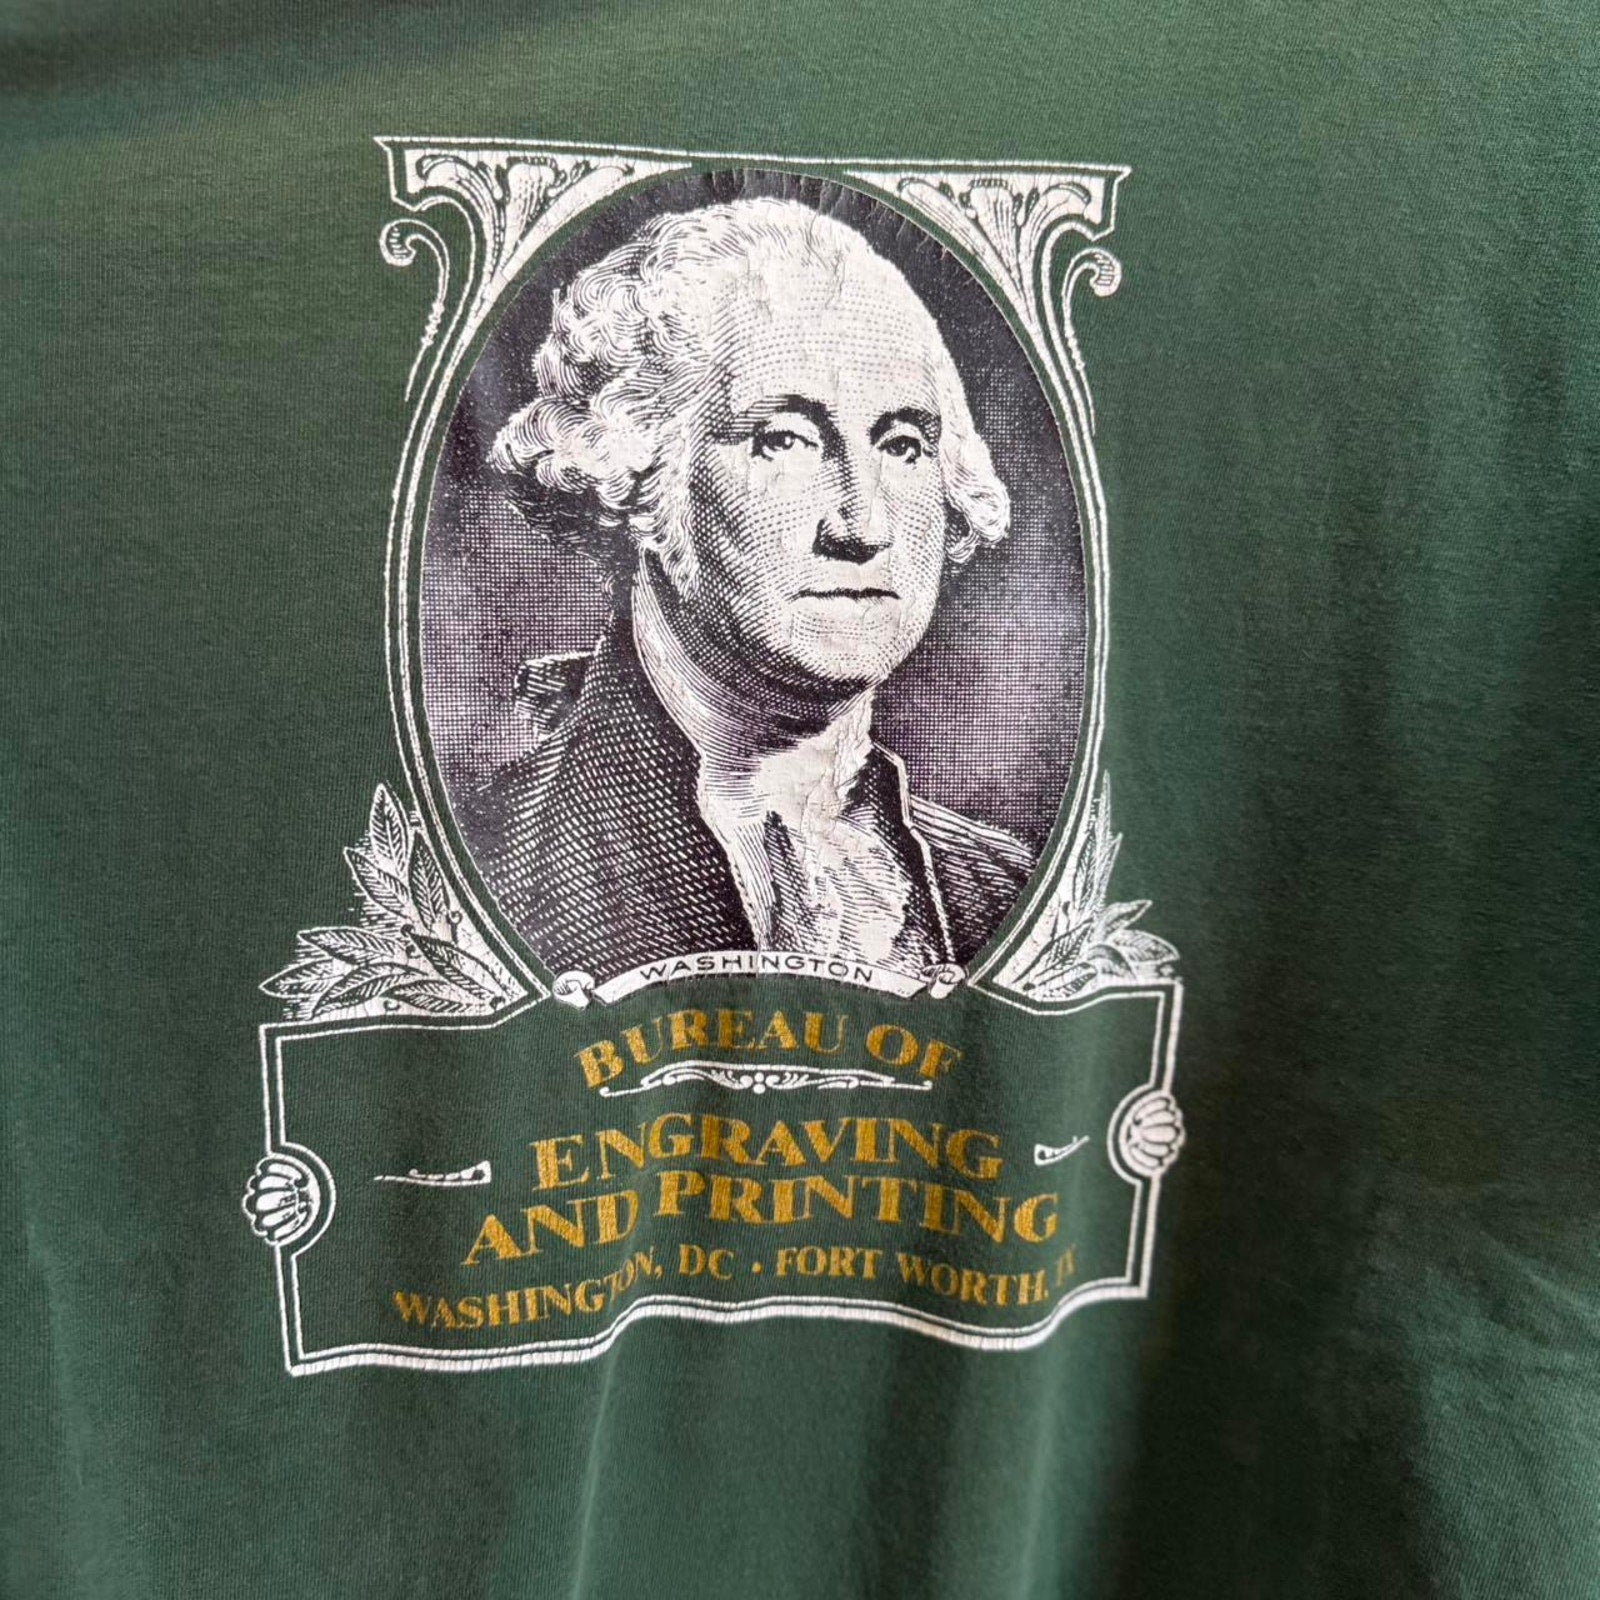 WASHINGTON
BUREAU OF
ENGRAVING
AND PRINTING
WASHINGTON, DC . FORT WORTH, TX